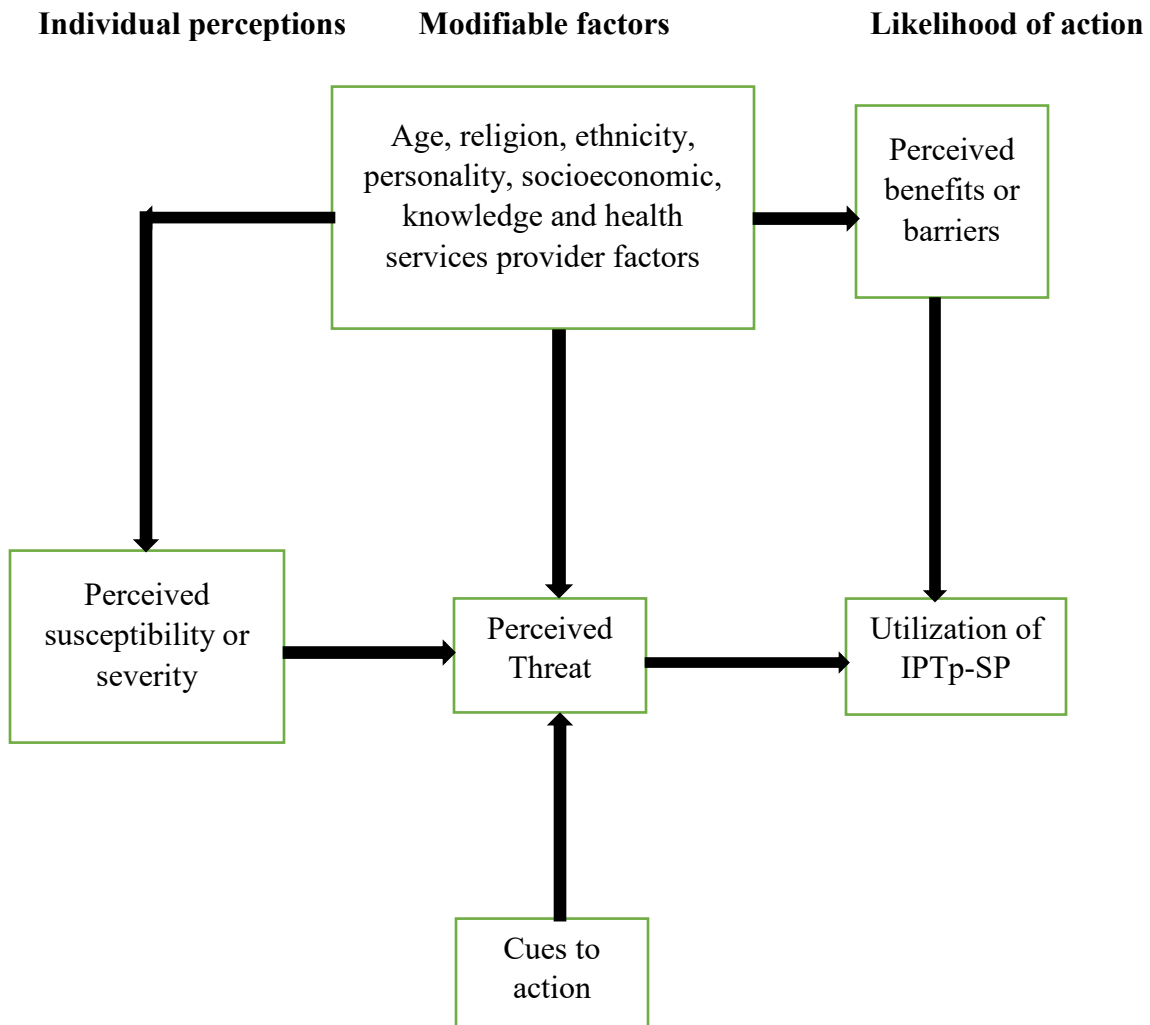 Individual perceptions
Modifiable factors
Likelihood of action
Age, religion, ethnicity,
personality, socioeconomic,
knowledge and health
services provider factors
Perceived
benefits or
barriers
Perceived
susceptibility or
severity
Perceived
Threat
Utilization of
IPTp-SP
Cues to
action